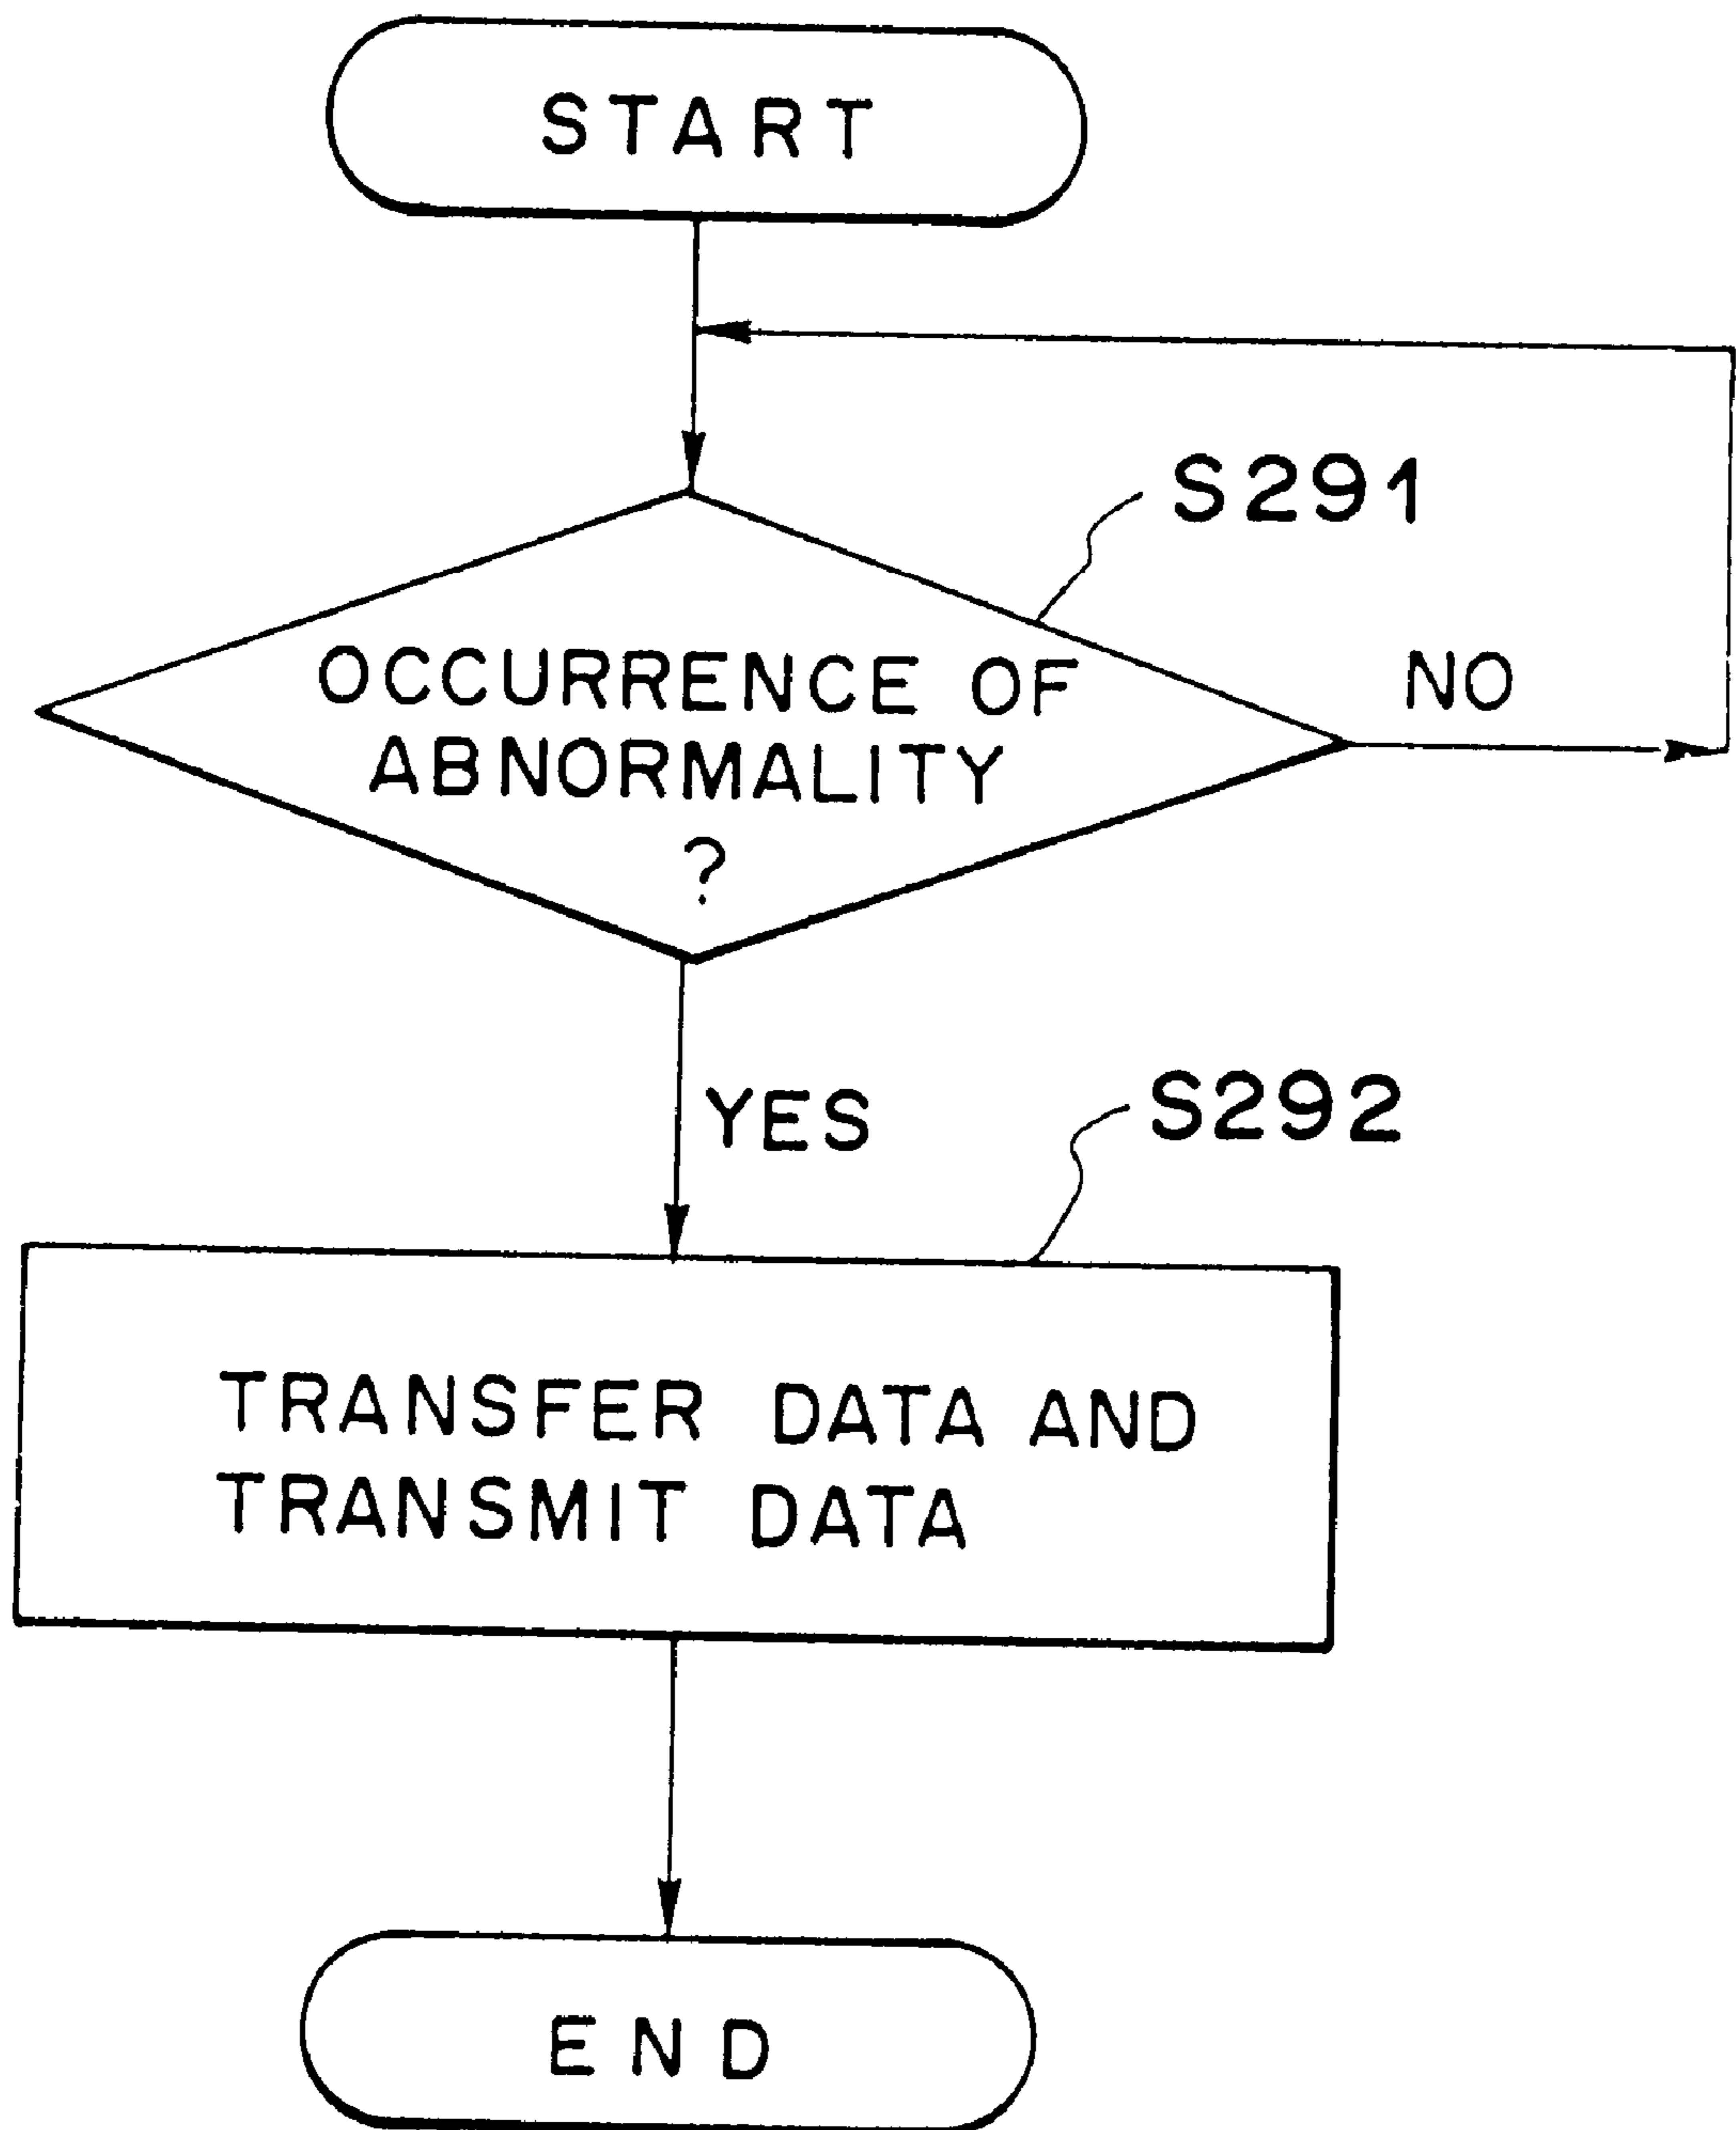 START
S291
OCCURRENCE OF
ABNORMALITY
?
NO
YES
S292
TRANSFER DATA AND
TRANSMIT DATA
END